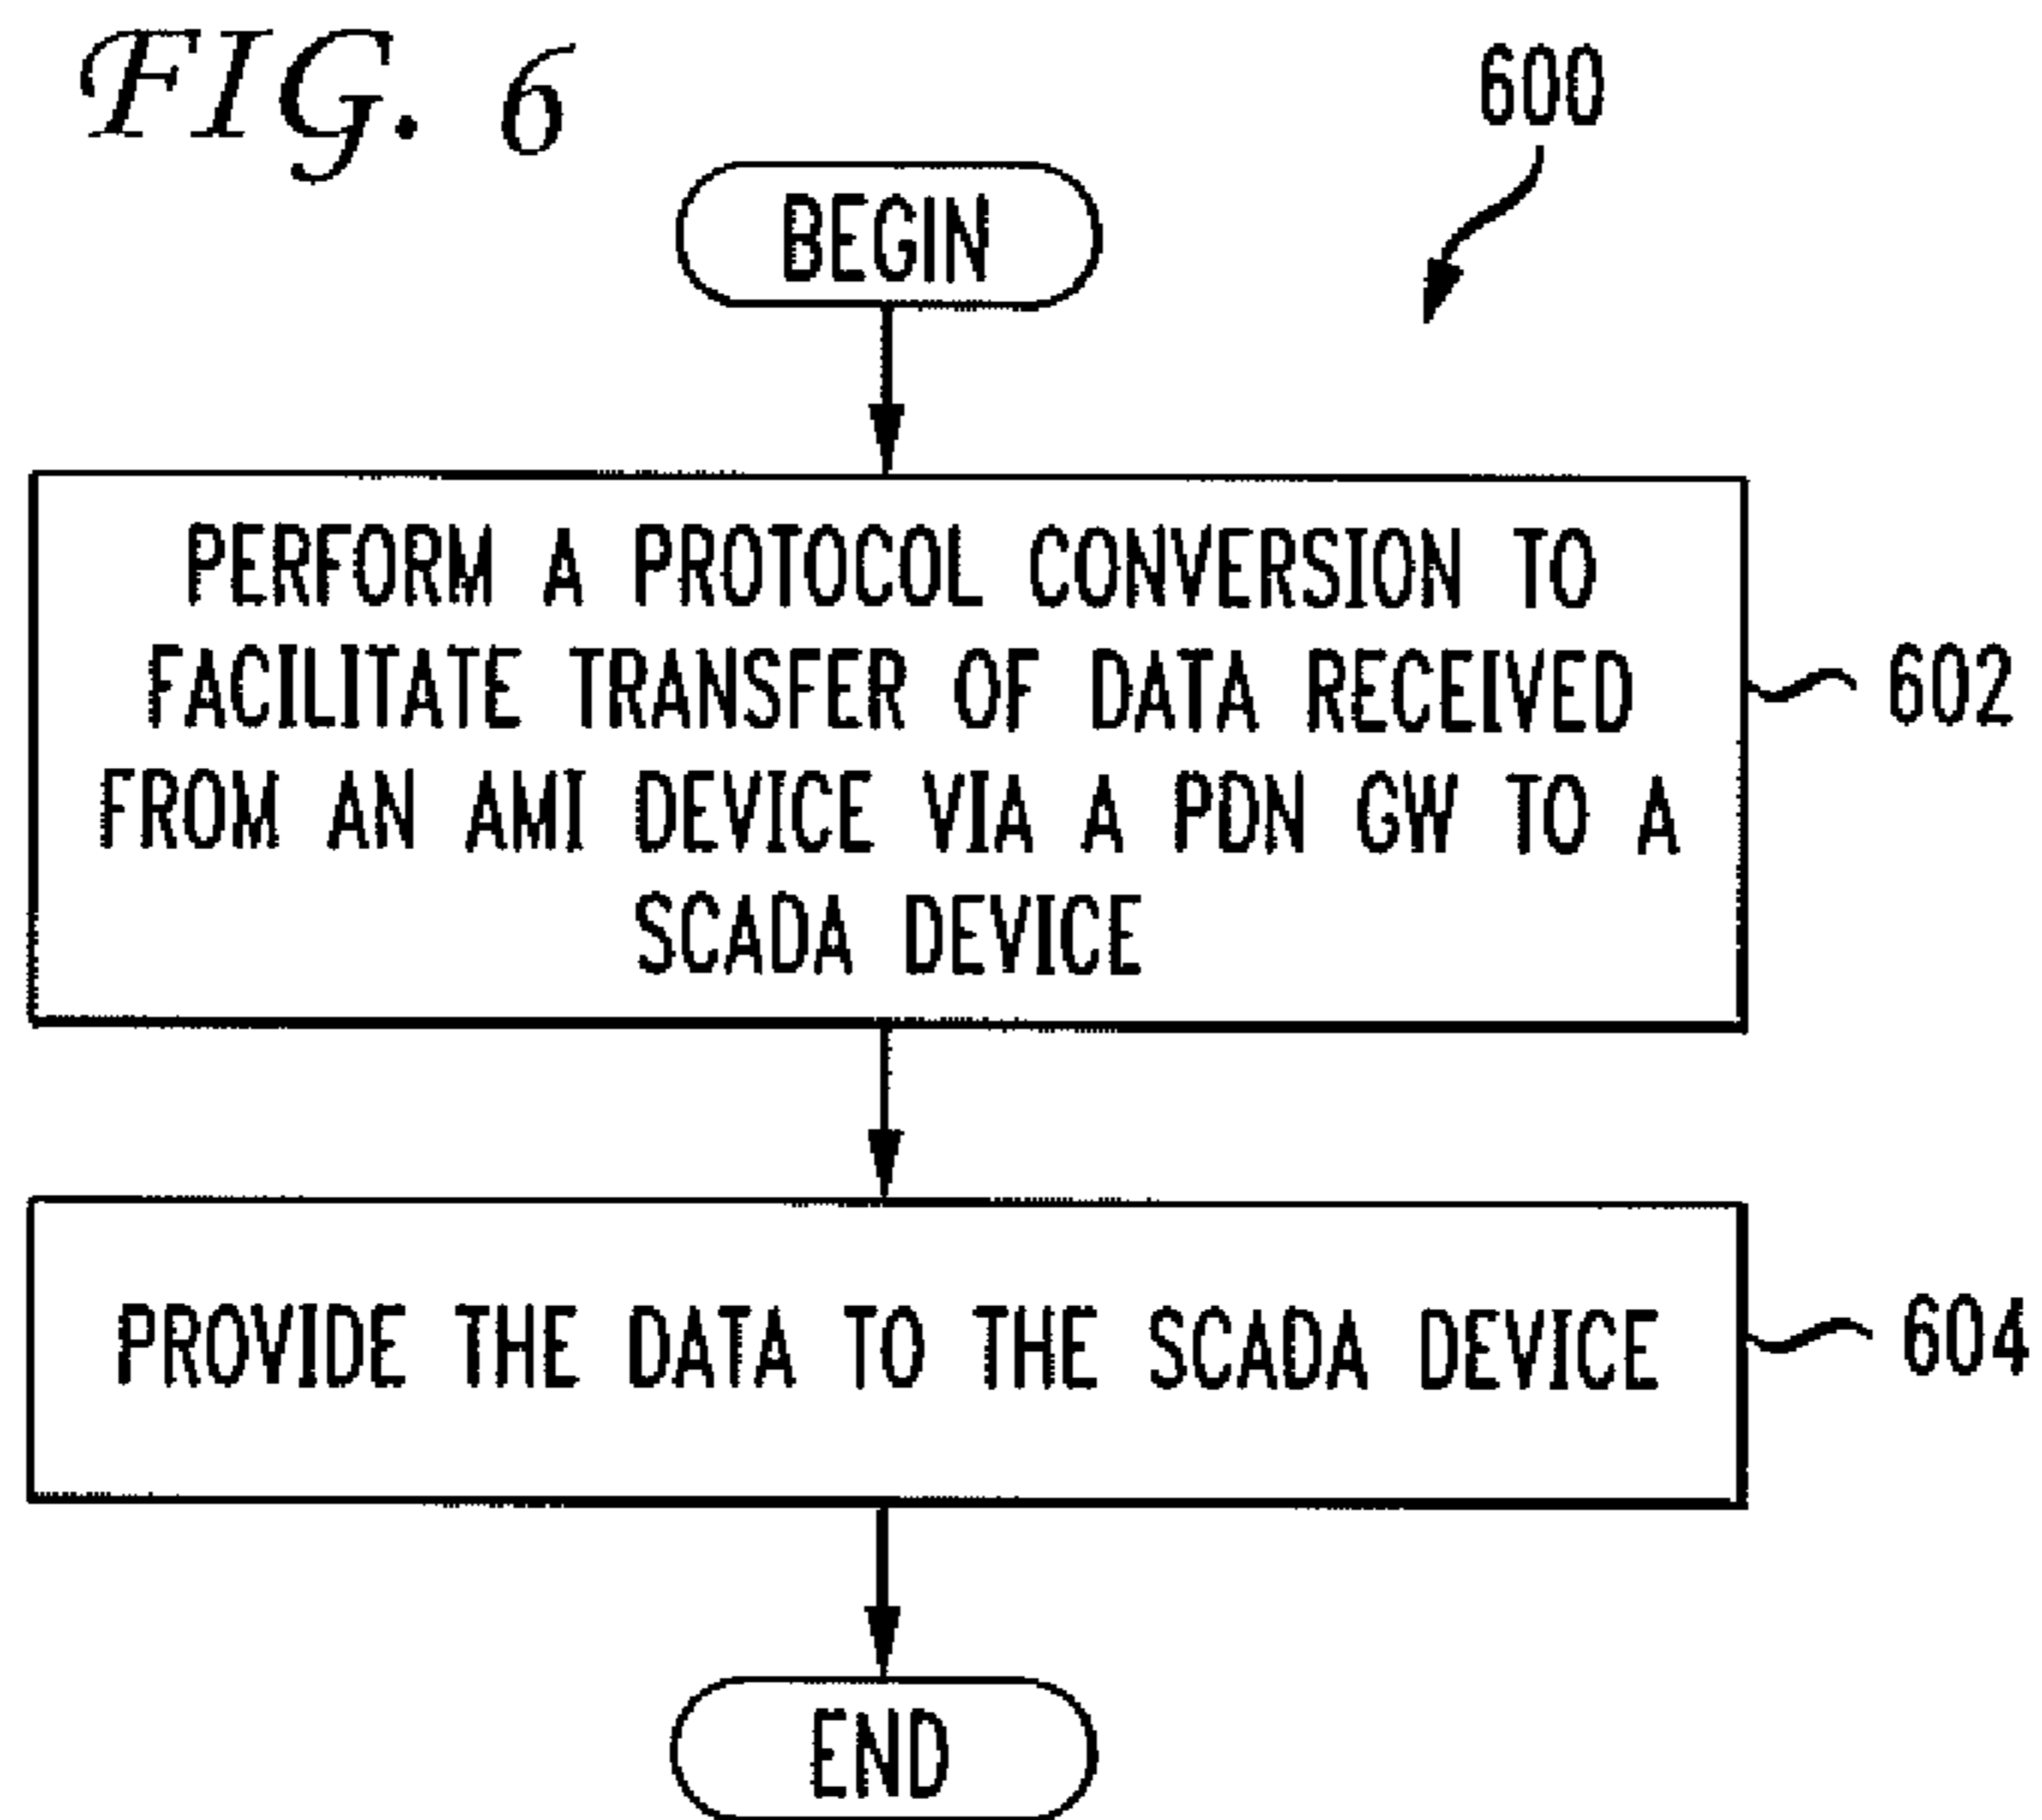 FIG. 6
600
BEGIN
PERFORM A PROTOCOL CONVERSION TO
FACILITATE TRANSFER OF DATA RECEIVED
FROM AN AMI DEVICE VIA A PDN GW TO A
SCADA DEVICE
602
PROVIDE THE DATA TO THE SCADA DEVICE
604
END